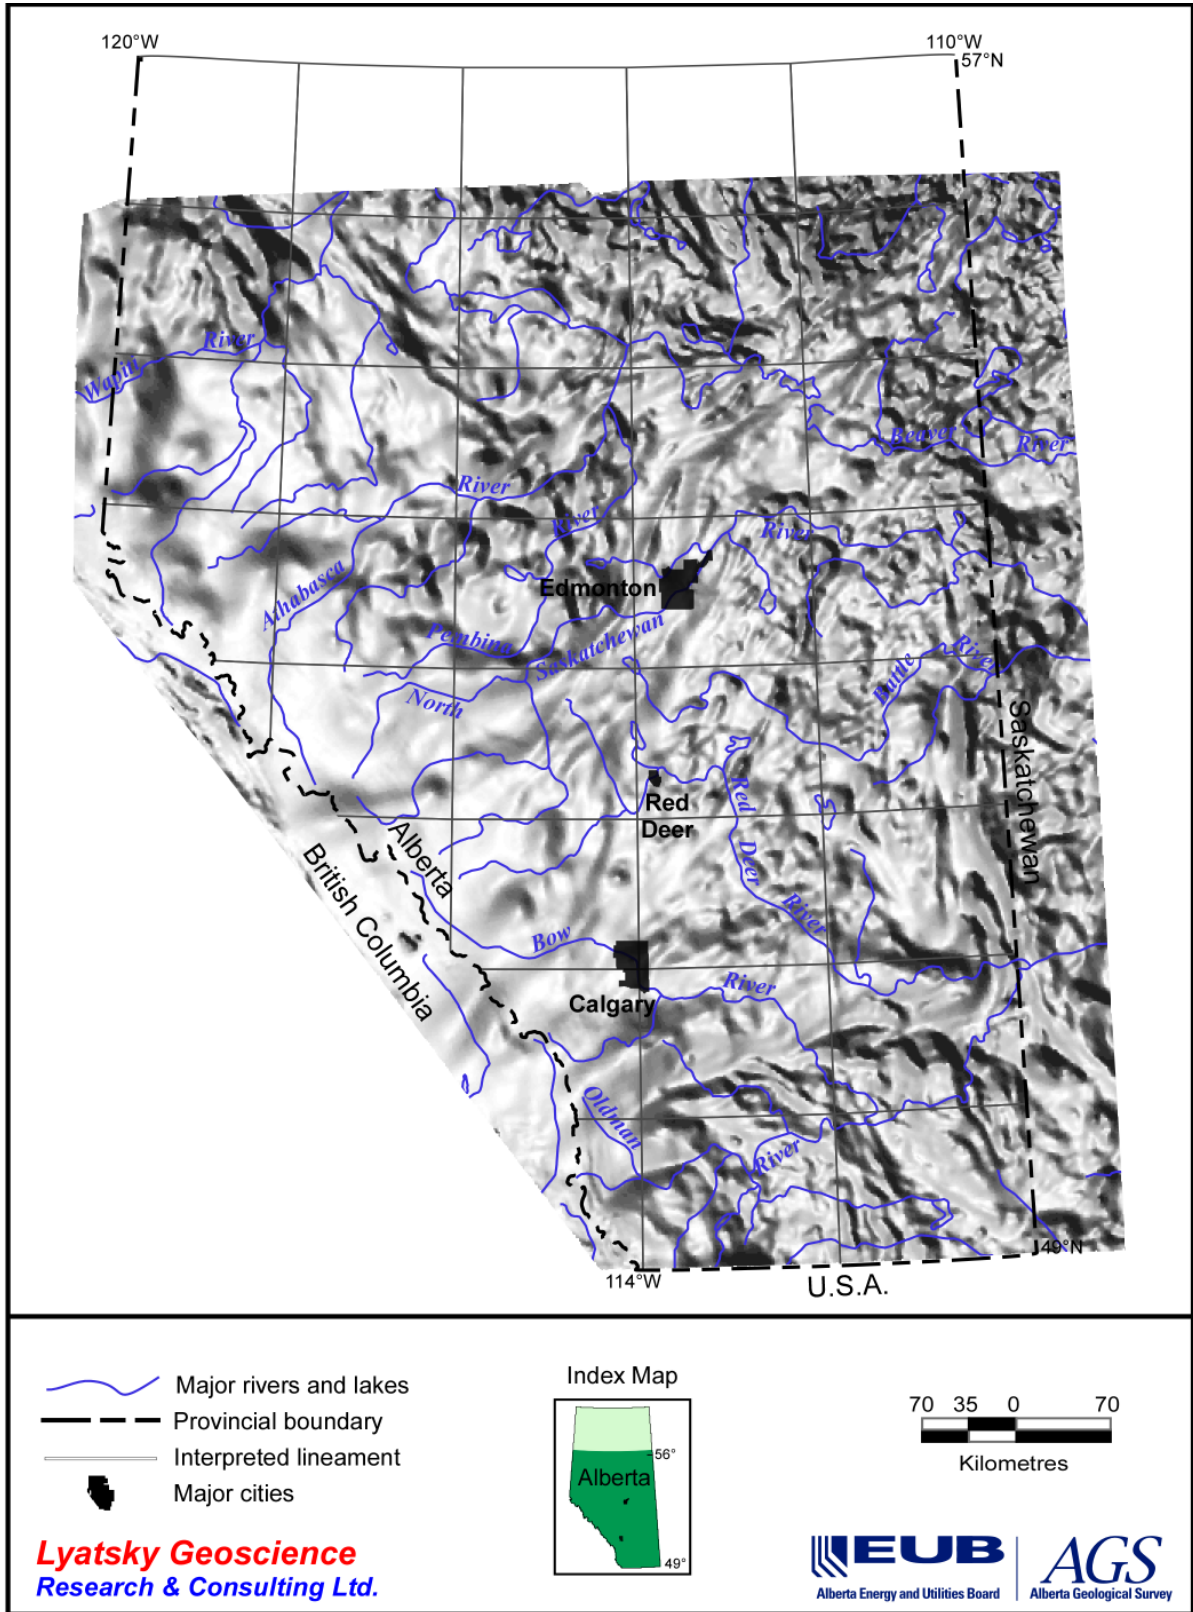 120°W
110°W
57°N
River
Wapiti
Beaver
River
River
River
River
Edmonton
Athabasca
Pembina
Saskatchewan
North
Battle
River
Saskatchewan
Red
Deer
Red
Deer
River
Alberta
British Columbia
Bow
River
Calgary
Oldman
River
49°N
114°W
U.S.A.
Major rivers and lakes
Provincial boundary
Interpreted lineament
Major cities
Index Map
56°
Alberta
49°
70 35 0 70
Kilometres
Lyatsky Geoscience
Research & Consulting Ltd.
EUB
Alberta Energy and Utilities Board
AGS
Alberta Geological Survey